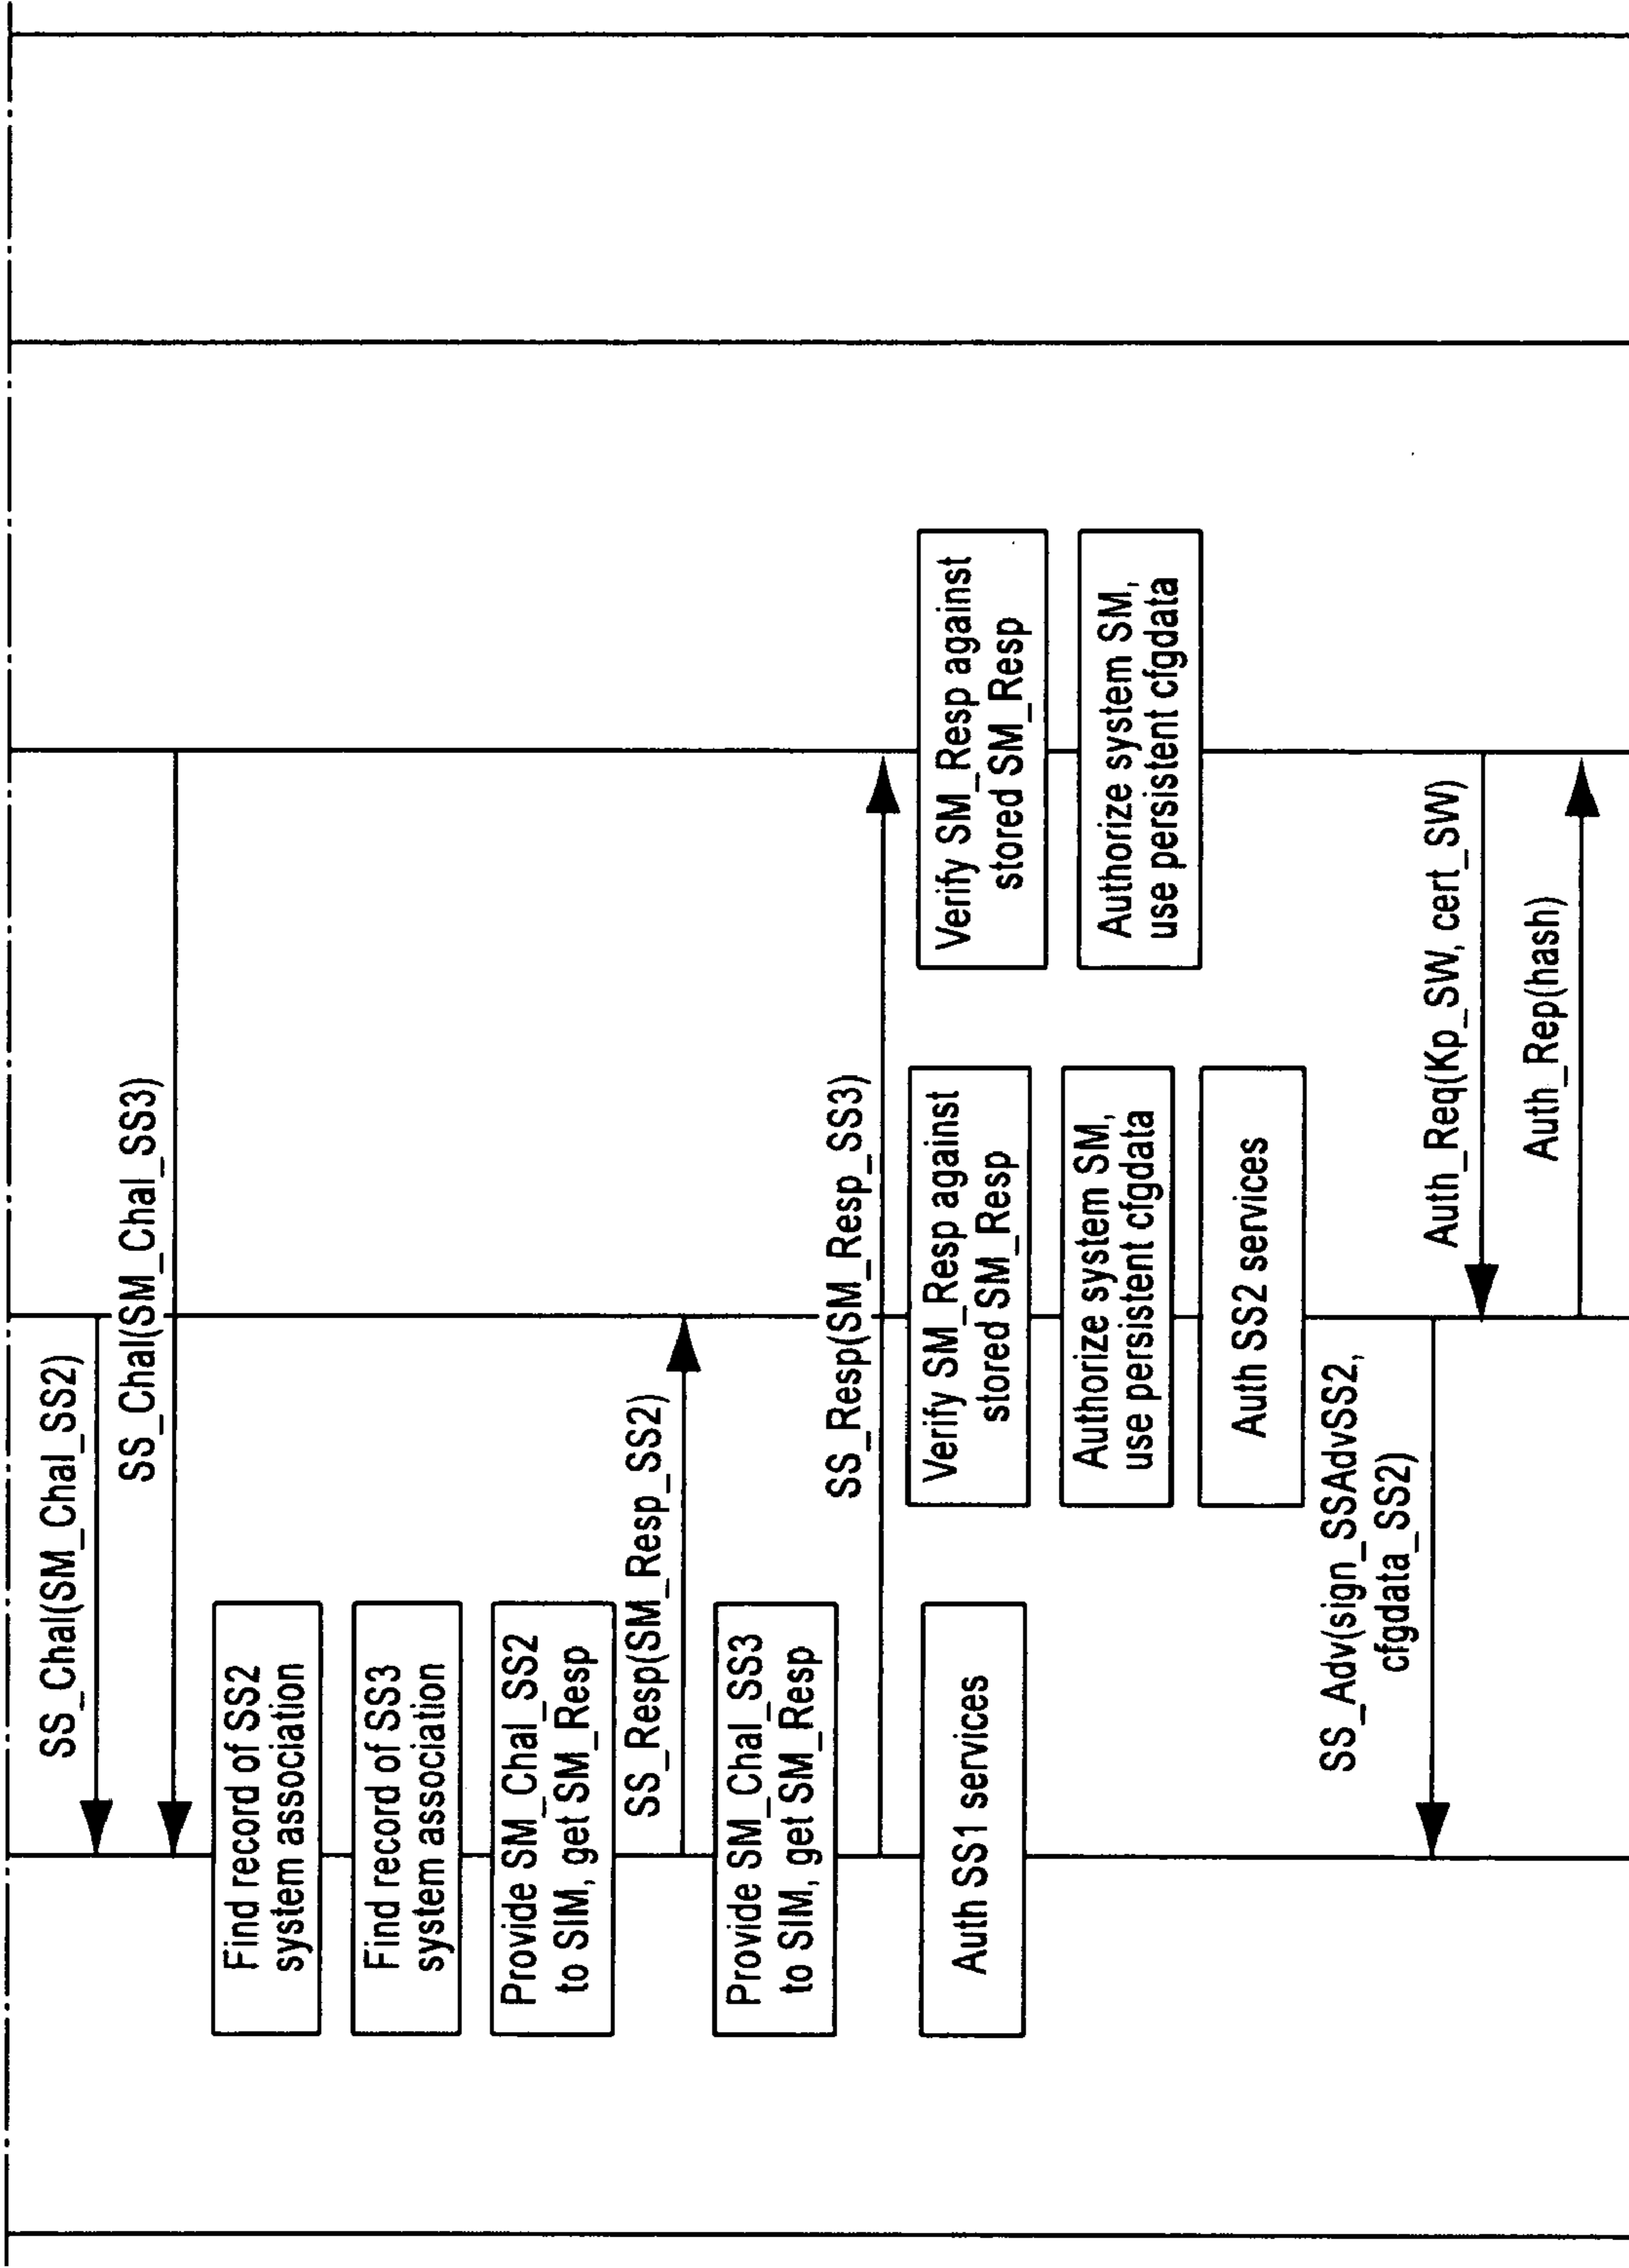 SS_Chal(SM_Chal_SS2)
SS_Chal(SM_Chal_SS3)
Find record of SS2
system association
Find record of SS3
system association
Provide SM_Chal_SS2
to SIM, get SM_Resp
SS_Resp(SM_Resp_SS2)
Provide SM_Chal_SS3
to SIM, get SM_Resp
SS_Resp(SM_Resp_SS3)
Auth SS1 services
Verify SM_Resp against
stored SM_Resp
Authorize system SM,
use persistent cfgdata
Auth SS2 services
Verify SM_Resp against
stored SM_Resp
Authorize system SM,
use persistent cfgdata
SS_Adv(sign_SSAdvSS2,
cfgdata_SS2)
Auth_Req(Kp_SW, cert_SW)
Auth_Rep(hash)